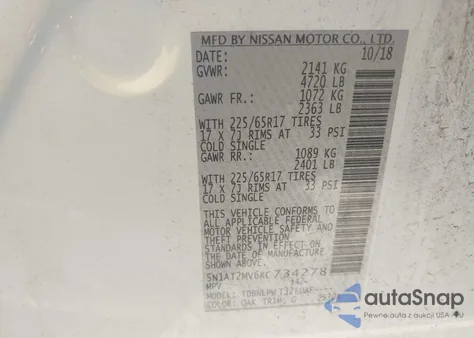 MFD BY NISSAN MOTOR CO., LTD.
DATE: 10/18
GVWR: 2141 KG
4720 LB
GAWR FR.: 1072 KG
2363 LB
WITH 225/65R17 TIRES
17 x 7J RIMS AT 33 PSI
COLD SINGLE
GAWR RR.: 1089 KG
2401 LB
WITH 225/65R17 TIRES
17 x 7J RIMS AT 33 PSI
COLD SINGLE
THIS VEHICLE CONFORMS TO
ALL APPLICABLE FEDERAL
MOTOR VEHICLE SAFETY AND
THEFT PREVENTION
STANDARDS IN EFFECT ON
THE DATE OF MANUFACTURE.
5N1AT2MV6KC734278
MPV
MODEL:
COLOR: QAK TRIM: G
autoSnap
Pewne auta z aukcji w USA